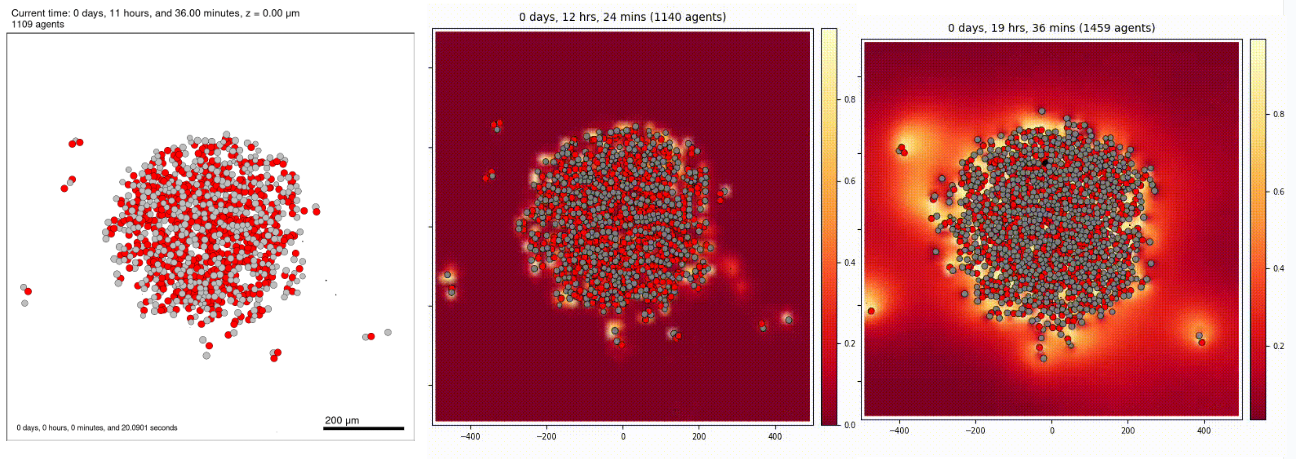 Current time: 0 days, 11 hours, and 36.00 minutes, z = 0.00 μm
1109 agents
200 μm
0 days, 0 hours, 0 minutes, and 20.0901 seconds
0 days, 12 hrs, 24 mins (1140 agents)
0.8
0.6
0.4
0.2
0.0
−400 −200 0 200 400
0 days, 19 hrs, 36 mins (1459 agents)
0.8
0.6
0.4
0.2
−400 −200 0 200 400